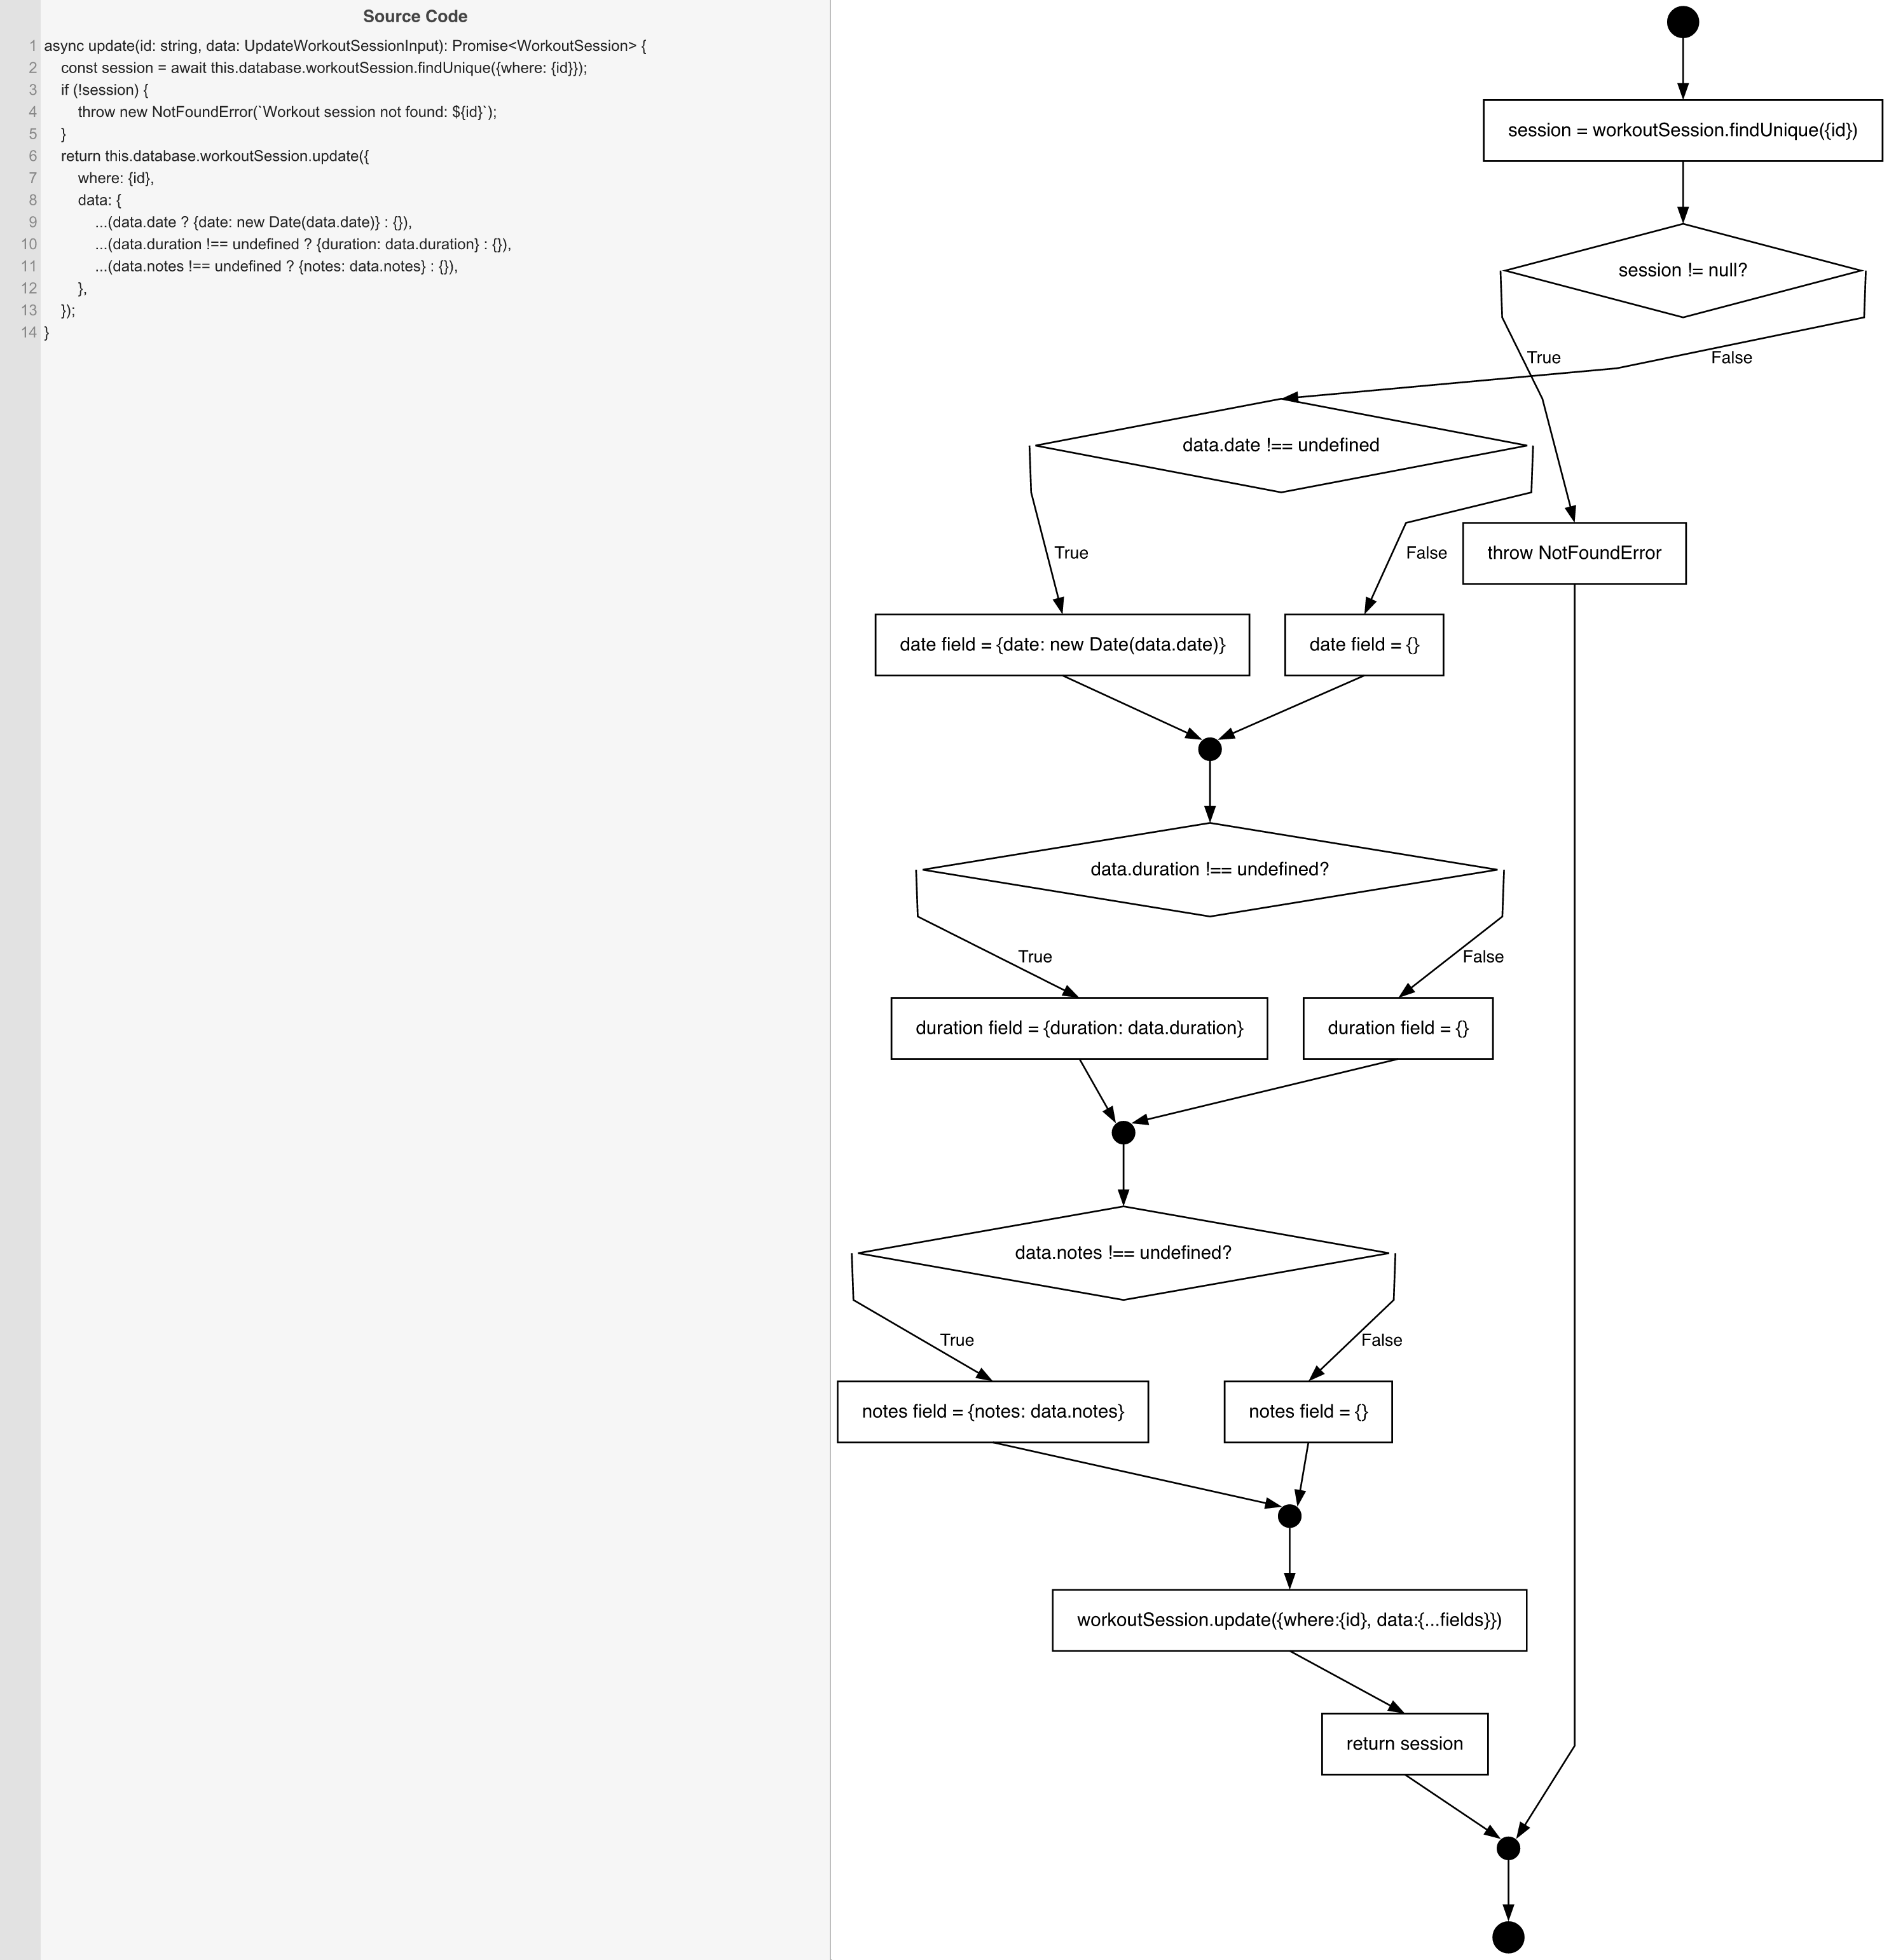 Source Code
1 async update(id: string, data: UpdateWorkoutSessionInput): Promise<WorkoutSession> {
2 const session = await this.database.workoutSession.findUnique({where: {id}});
3 if (!session) {
4 throw new NotFoundError(`Workout session not found: ${id}`);
5 }
6 return this.database.workoutSession.update({
7 where: {id},
8 data: {
9 ...(data.date ? {date: new Date(data.date)} : {}),
10 ...(data.duration !== undefined ? {duration: data.duration} : {}),
11 ...(data.notes !== undefined ? {notes: data.notes} : {}),
12 },
13 });
14 }
session = workoutSession.findUnique({id})
session != null?
True
False
data.date !== undefined
True
False
throw NotFoundError
date field = {date: new Date(data.date)}
date field = {}
data.duration !== undefined?
True
False
duration field = {duration: data.duration}
duration field = {}
data.notes !== undefined?
True
False
notes field = {notes: data.notes}
notes field = {}
workoutSession.update({where:{id}, data:{...fields}})
return session